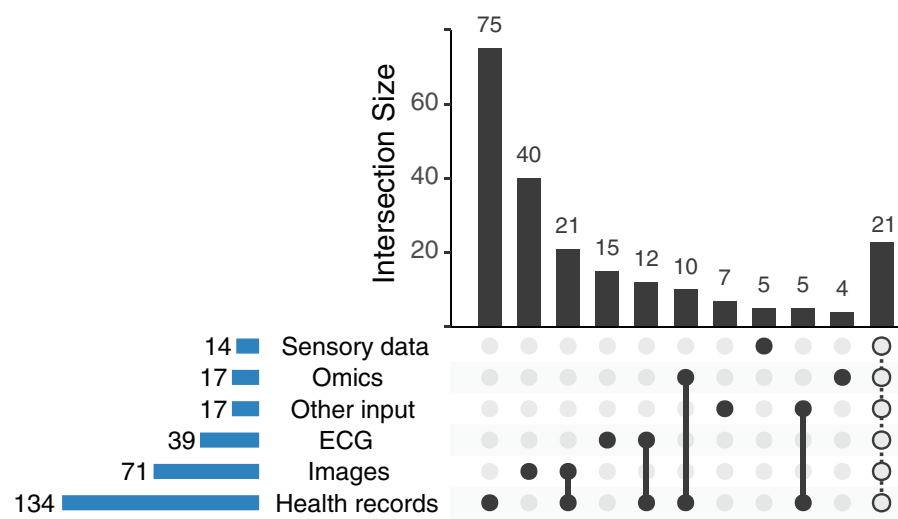 75
Intersection Size
60
40
20
40
21
15
12
10
7
5
5
4
21
14 Sensory data
17 Omics
17 Other input
39 ECG
71 Images
134 Health records